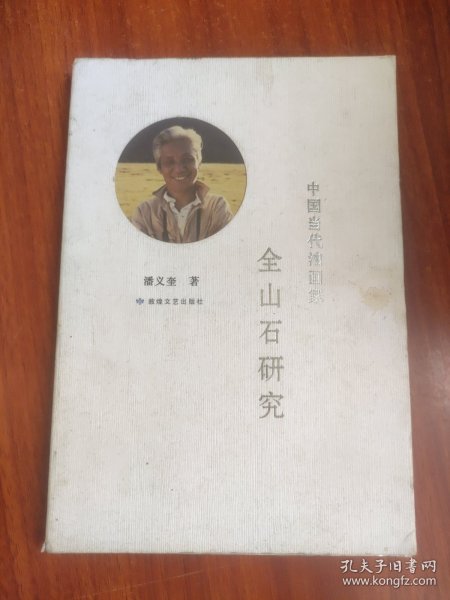 中国当代油画家
全山石研究
潘义奎 著
敦煌文艺出版社
孔夫子旧书网
www.kongfz.com